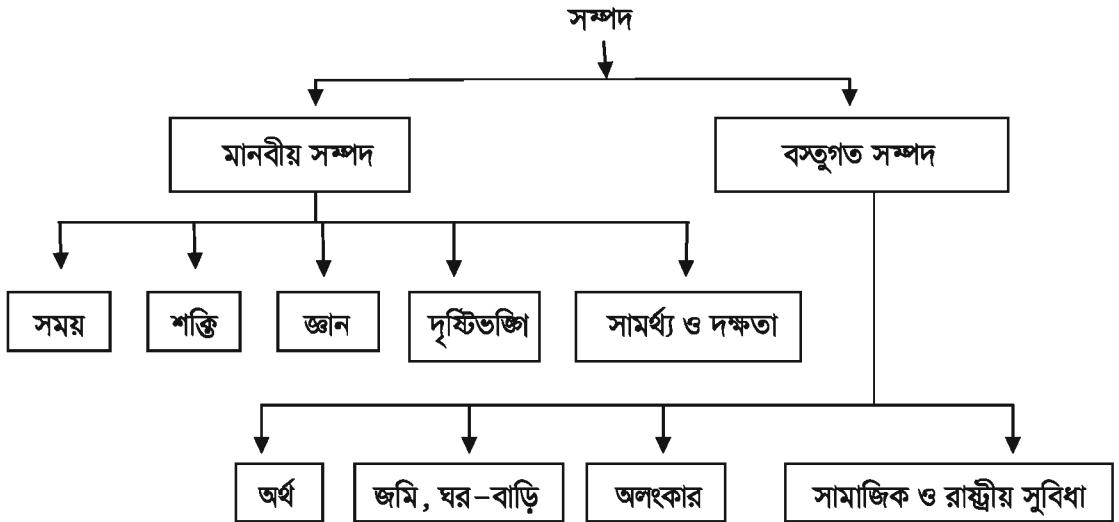 সম্পদ
মানবীয় সম্পদ
বস্তুগত সম্পদ
সময়
শক্তি
জ্ঞান
দৃষ্টিভঙ্গি
সামর্থ্য ও দক্ষতা
অর্থ
জমি, ঘর-বাড়ি
অলংকার
সামাজিক ও রাষ্ট্রীয় সুবিধা